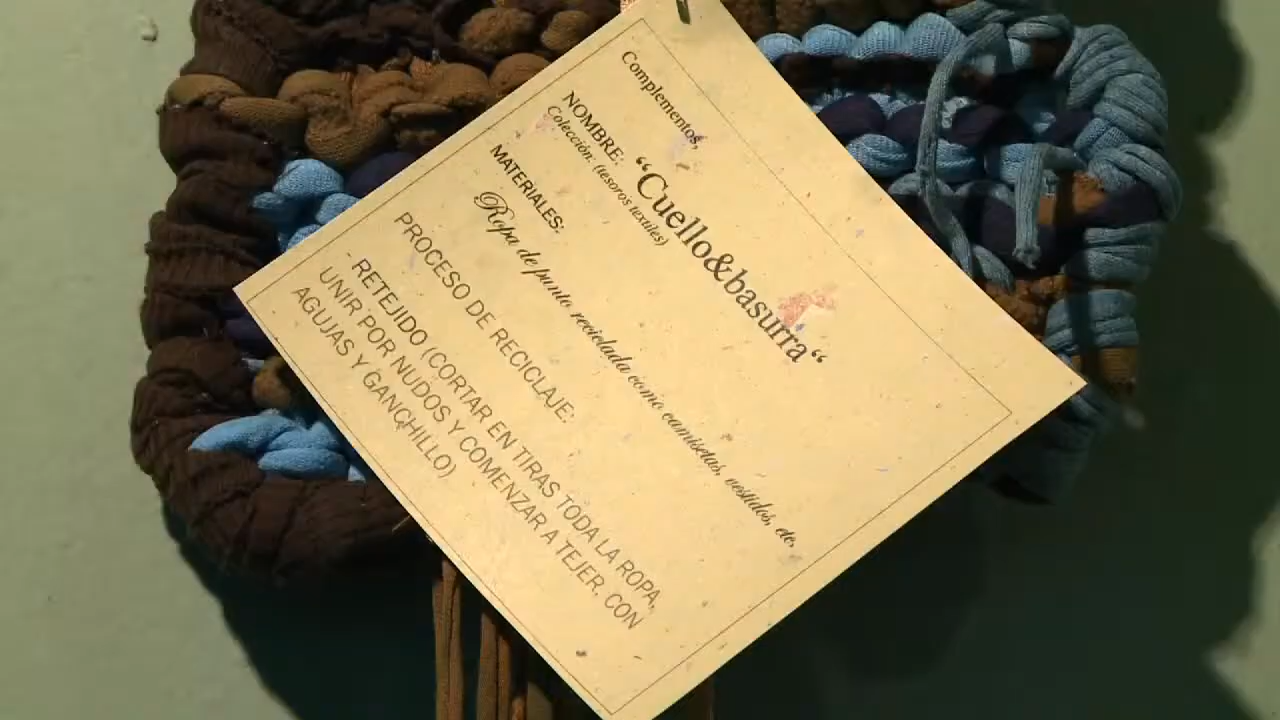 Complementos,
NOMBRE: “Cuello&basurra“
Colección: (tesoros textiles)
MATERIALES:
Ropa de punto reciclada como camisetas, vestidos, etc.
PROCESO DE RECICLAJE:
- RETEJIDO (CORTAR EN TIRAS TODA LA ROPA,
UNIR POR NUDOS Y COMENZAR A TEJER, CON
AGUJAS Y GANCHILLO)